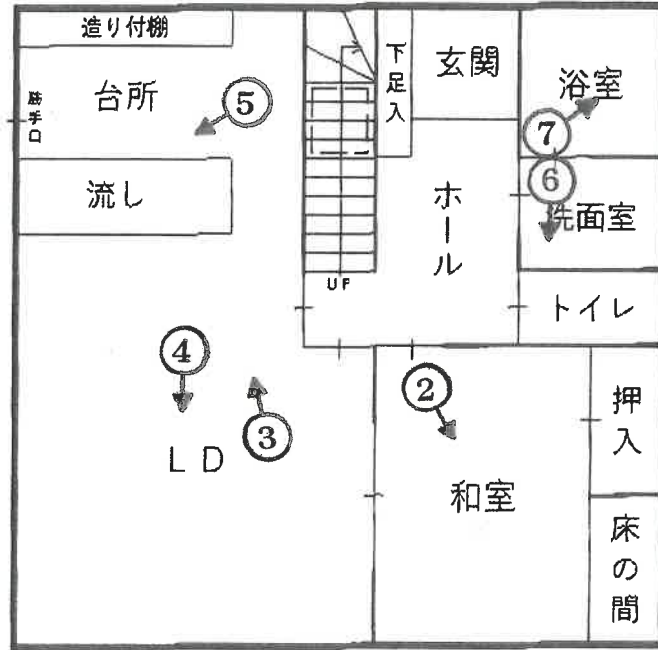 造り付棚
台所
勝手口
⑤
流し
下足入
玄関
浴室
⑦
⑥
洗面室
ホール
UP
トイレ
④
③
LD
②
和室
押入
床の間